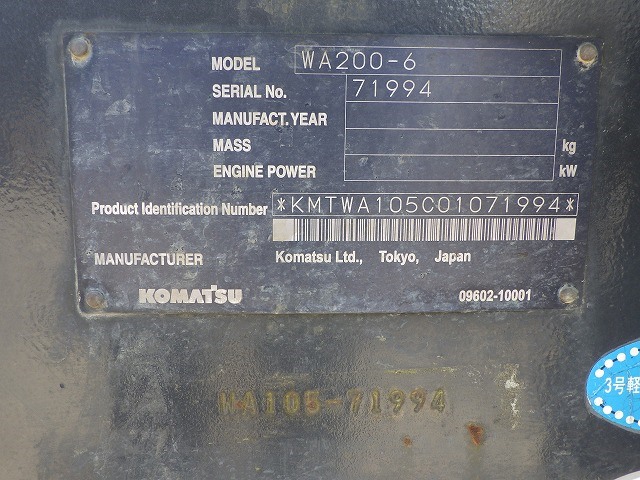 MODEL WA200-6
SERIAL No. 71994
MANUFACT. YEAR
MASS kg
ENGINE POWER kW
Product Identification Number *KMTWA105C01071994*
MANUFACTURER Komatsu Ltd., Tokyo, Japan
KOMATSU 09602-10001
WA105-71994
3号軽